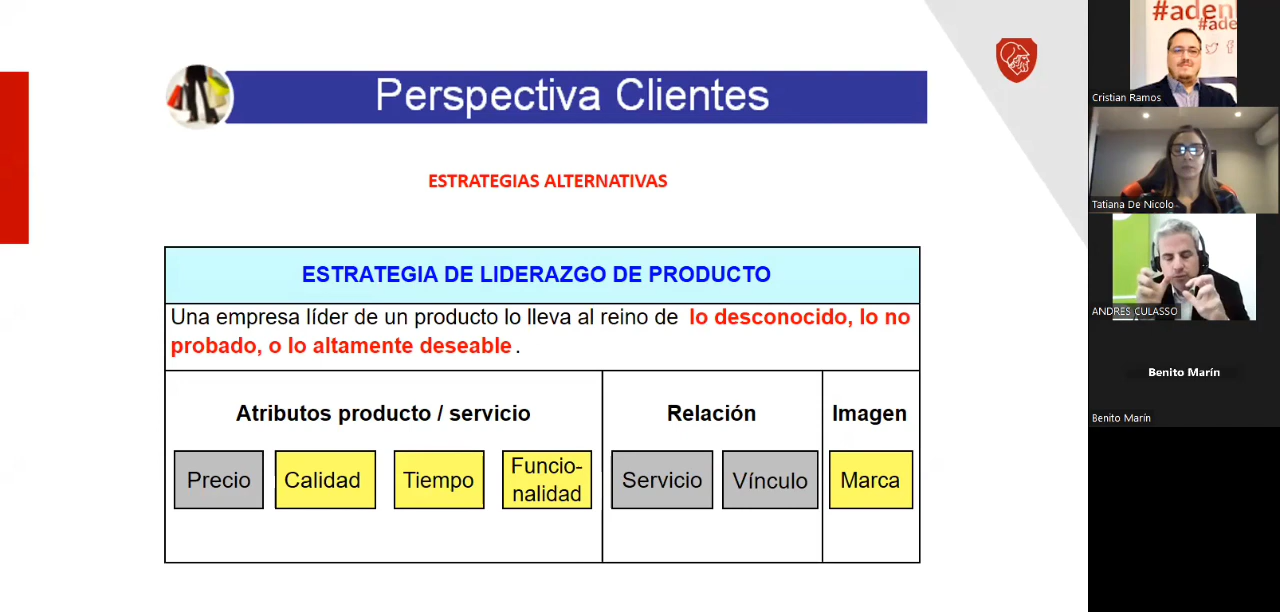 Perspectiva Clientes
ESTRATEGIAS ALTERNATIVAS
ESTRATEGIA DE LIDERAZGO DE PRODUCTO
Una empresa líder de un producto lo lleva al reino de lo desconocido, lo no
probado, o lo altamente deseable .
Atributos producto / servicio
Relación
Imagen
Precio
Calidad
Tiempo
Funcio-
nalidad
Servicio
Vínculo
Marca
#aden
#ade
Cristian Ramos
Tatiana De Nicolo
ANDRES CULASSO
Benito Marín
Benito Marín